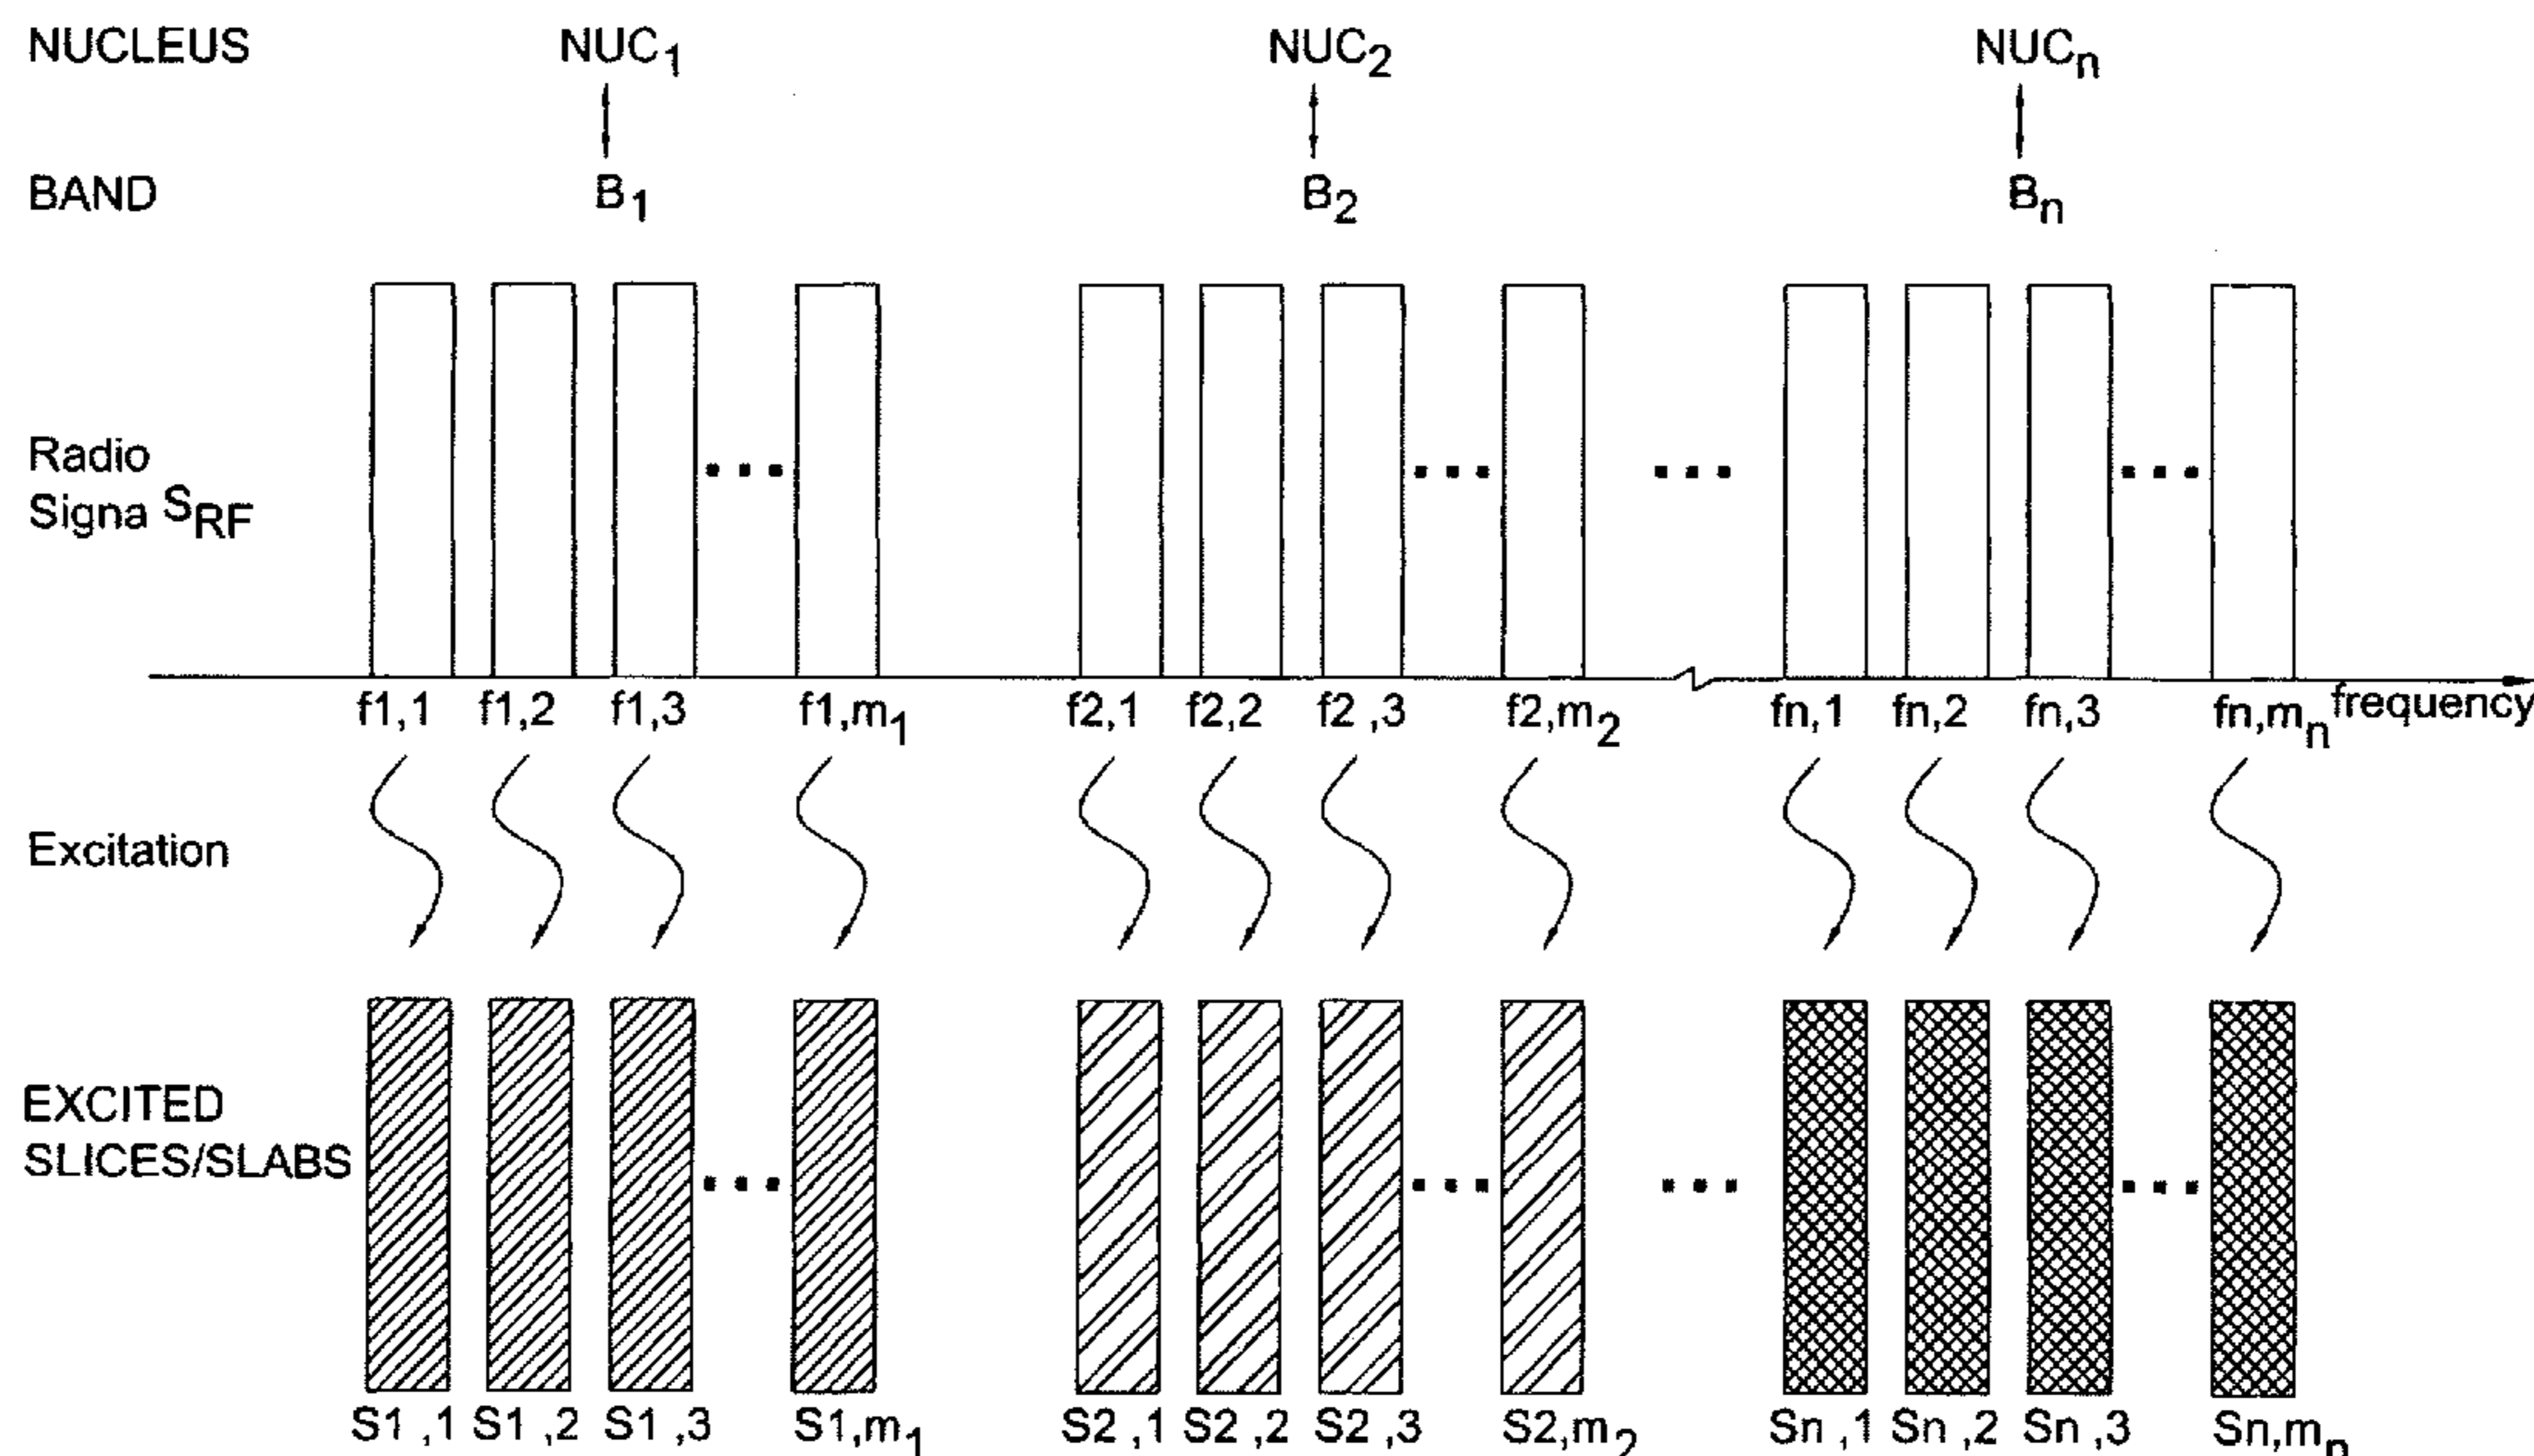 NUCLEUS NUC1 NUC2 NUCn
BAND B1 B2 Bn
Radio
Signa SRF
f1,1 f1,2 f1,3 f1,m1 f2,1 f2,2 f2 ,3 f2,m2 fn,1 fn,2 fn,3 fn,mn frequency
Excitation
EXCITED
SLICES/SLABS
S1 ,1 S1 ,2 S1 ,3 S1,m1 S2 ,1 S2 ,2 S2 ,3 S2,m2 Sn ,1 Sn ,2 Sn ,3 Sn,mn